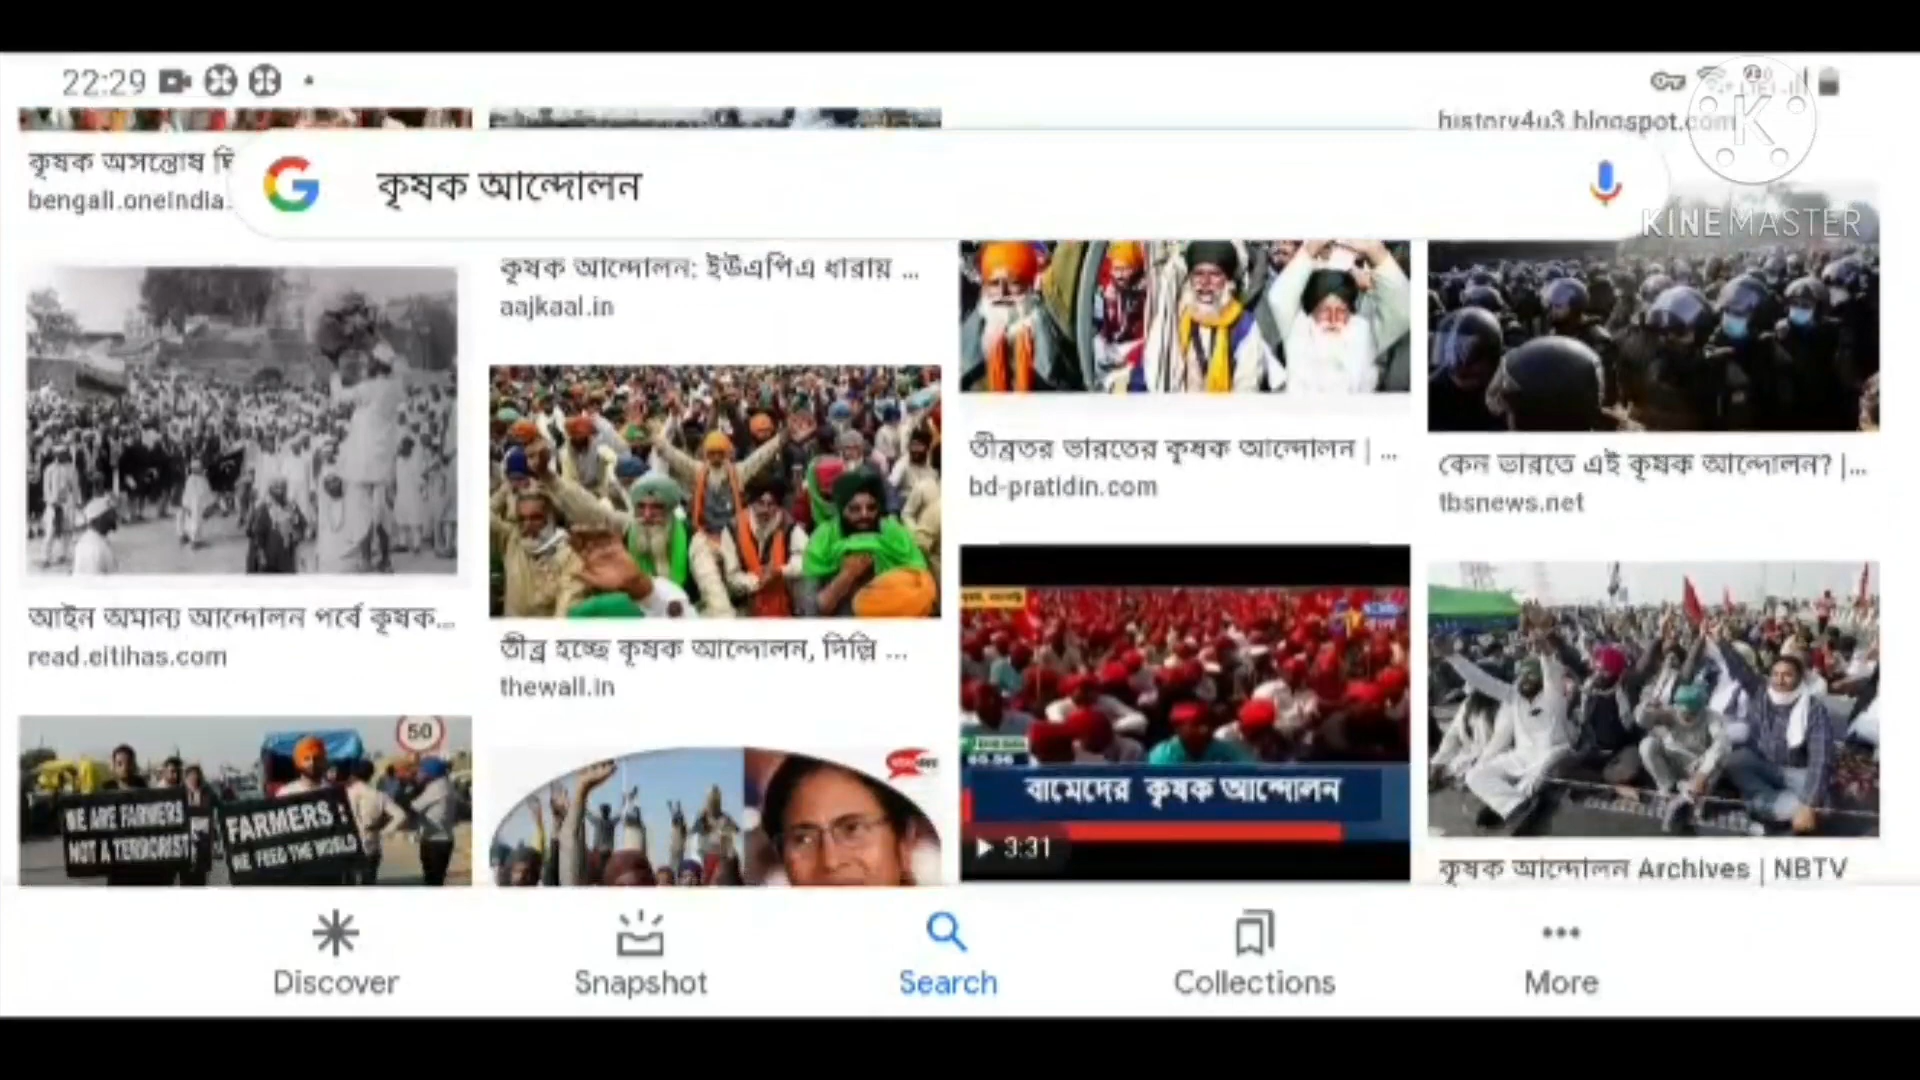 22:29
history4u3.blogspot.com
KINEMASTER
কৃষক আন্দোলন
কৃষক অসন্তোষ
bengali.oneindia.
কৃষক আন্দোলন: ইউএপিএ ধারায় ...
aajkaal.in
তীব্রতর ভারতের কৃষক আন্দোলন | ...
bd-pratidin.com
কেন ভারতে এই কৃষক আন্দোলন? |...
tbsnews.net
আইন অমান্য আন্দোলন পর্বে কৃষক...
read.eitihas.com
তীব্র হচ্ছে কৃষক আন্দোলন, দিল্লি ...
thewall.in
বামেদের কৃষক আন্দোলন
3:31
কৃষক আন্দোলন Archives | NBTV
50
WE ARE FARMERS
NOT A TERRORIST
FARMERS :
WE FEED THE WORLD
Discover
Snapshot
Search
Collections
More